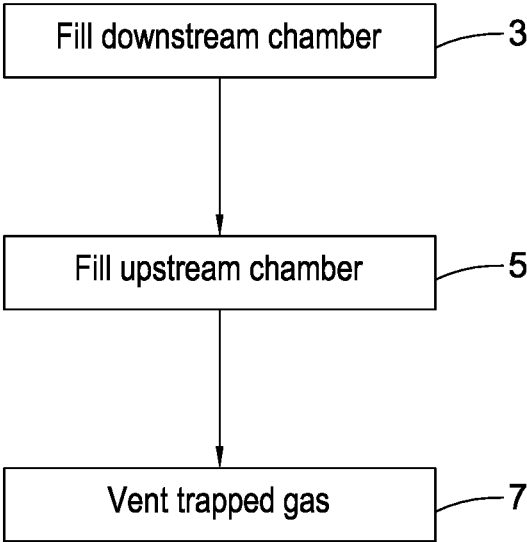 Fill downstream chamber
3
Fill upstream chamber
5
Vent trapped gas
7